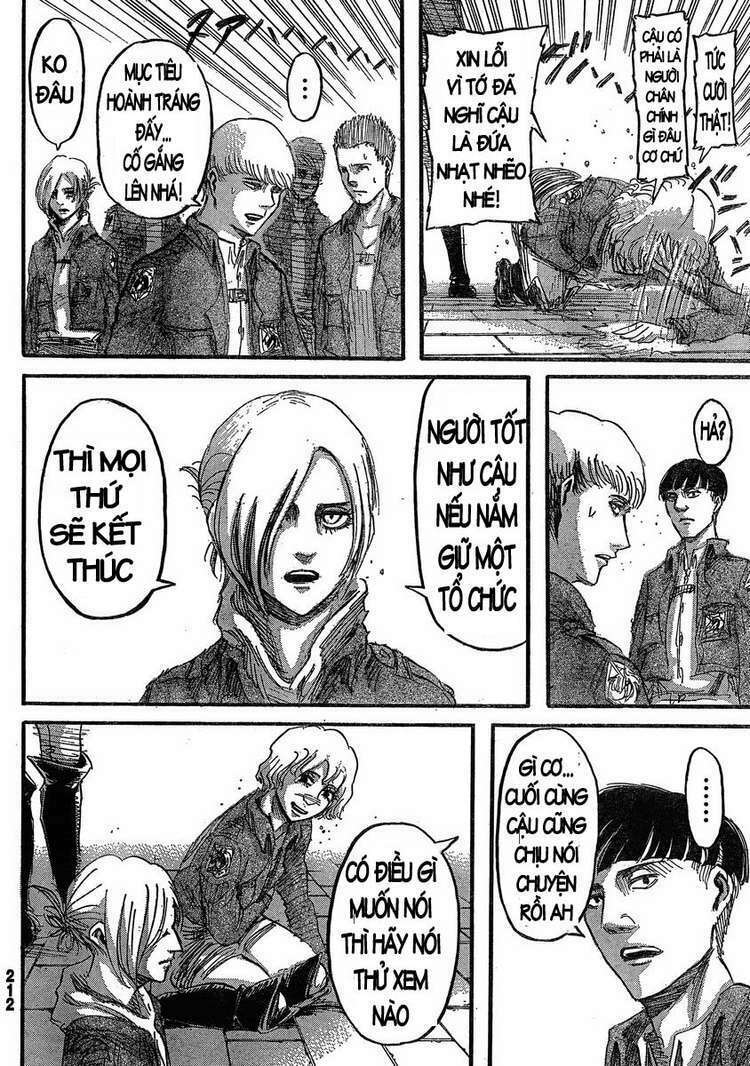 TỨC
CƯỜI
THẬT!
CẬU CÓ
PHẢI LÀ
NGƯỜI
CHÂN
CHÍNH
GÌ ĐÂU
CƠ CHỨ
XIN LỖI
VÌ TỚ ĐÃ
NGHĨ CẬU
LÀ ĐỨA
NHẠT NHẼO
NHÉ!
...
MỤC TIÊU
HOÀNH TRÁNG
ĐẤY...
CỐ GẮNG
LÊN NHÁ!
KO
ĐÂU
HẢ?
NGƯỜI TỐT
NHƯ CẬU
NẾU NẮM
GIỮ MỘT
TỔ CHỨC
THÌ MỌI
THỨ
SẼ KẾT
THÚC
...
GÌ CƠ...
CUỐI CÙNG
CẬU CŨNG
CHỊU NÓI
CHUYỆN
RỒI AH
CÓ ĐIỀU GÌ
MUỐN NÓI
THÌ HÃY NÓI
THỬ XEM
NÀO
212